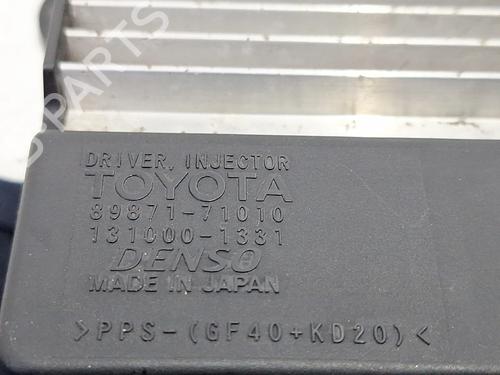 DRIVER, INJECTOR
TOYOTA
89871-71010
131000-1331
DENSO
MADE IN JAPAN
>PPS-(GF40+KD20)<